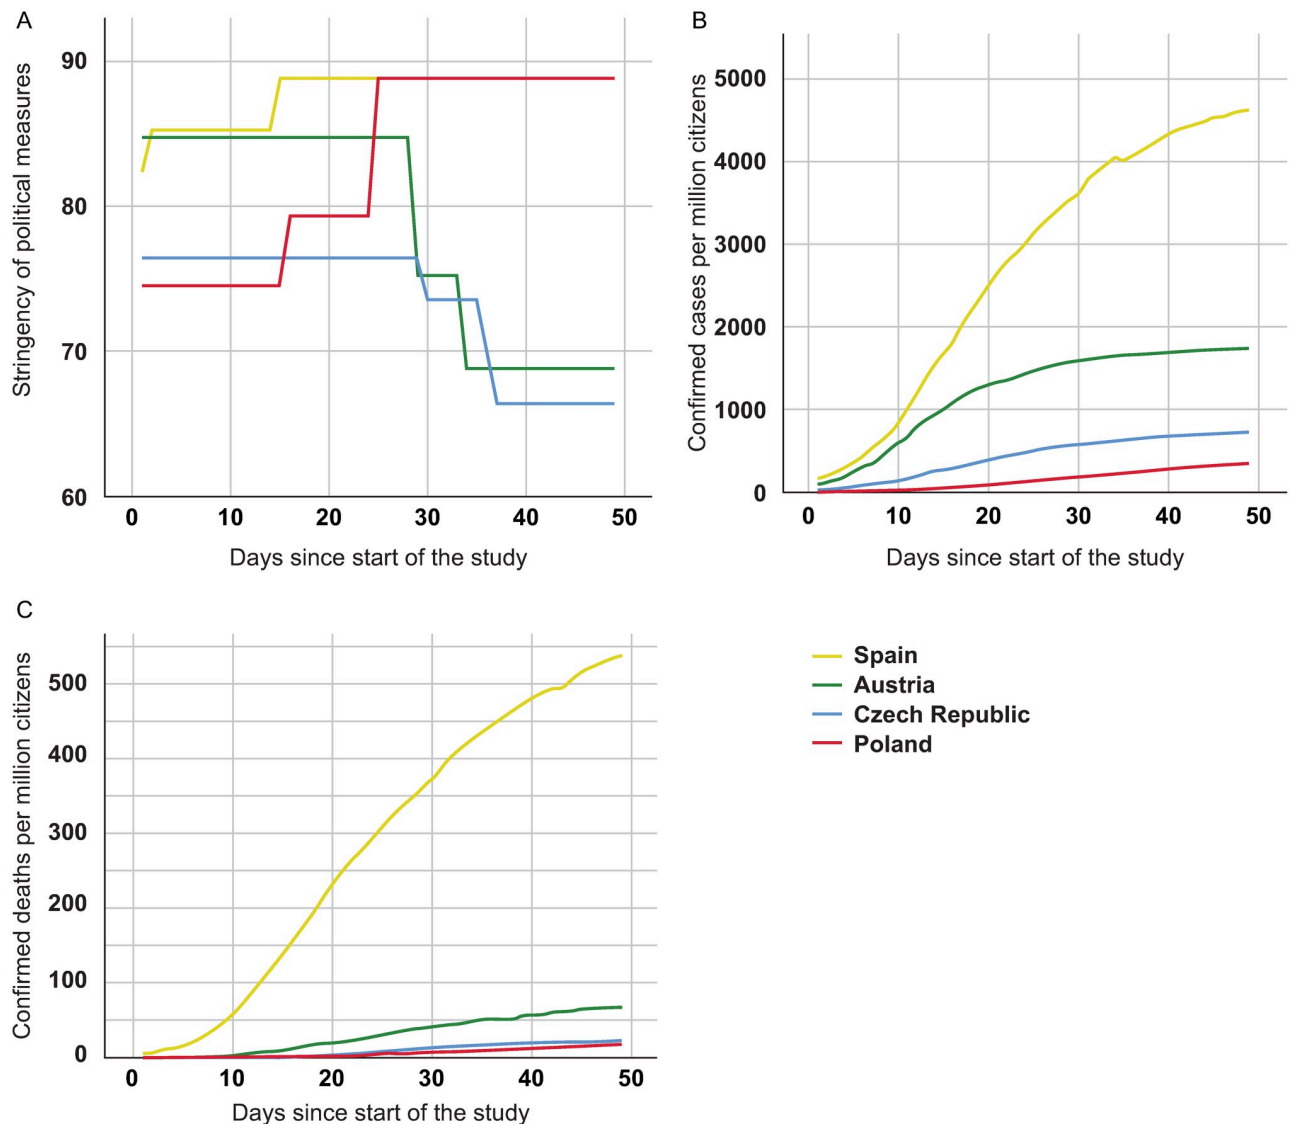 A
Stringency of political measures
90
80
70
60
0 10 20 30 40 50
Days since start of the study
B
Confirmed cases per million citizens
5000
4000
3000
2000
1000
0
0 10 20 30 40 50
Days since start of the study
C
Confirmed deaths per million citizens
500
400
300
200
100
0
0 10 20 30 40 50
Days since start of the study
Spain
Austria
Czech Republic
Poland